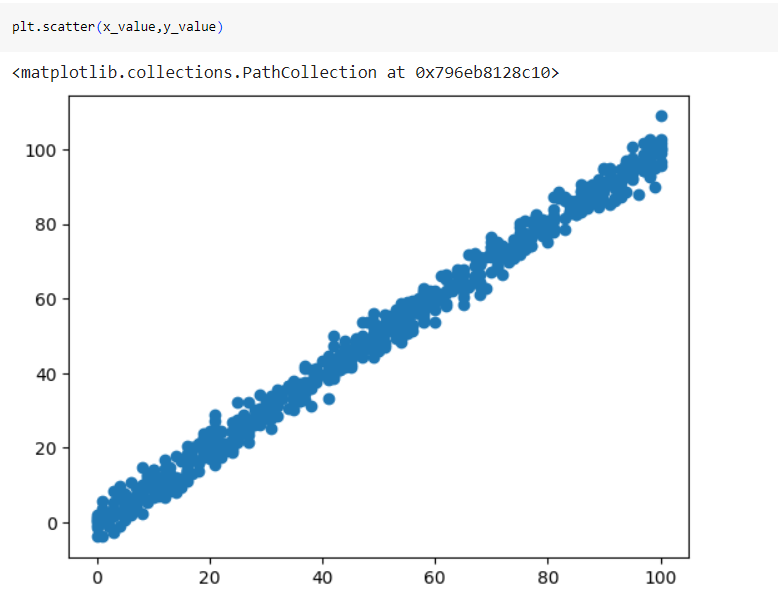 plt.scatter(x_value,y_value)
<matplotlib.collections.PathCollection at 0x796eb8128c10>
100
80
60
40
20
0
0 20 40 60 80 100